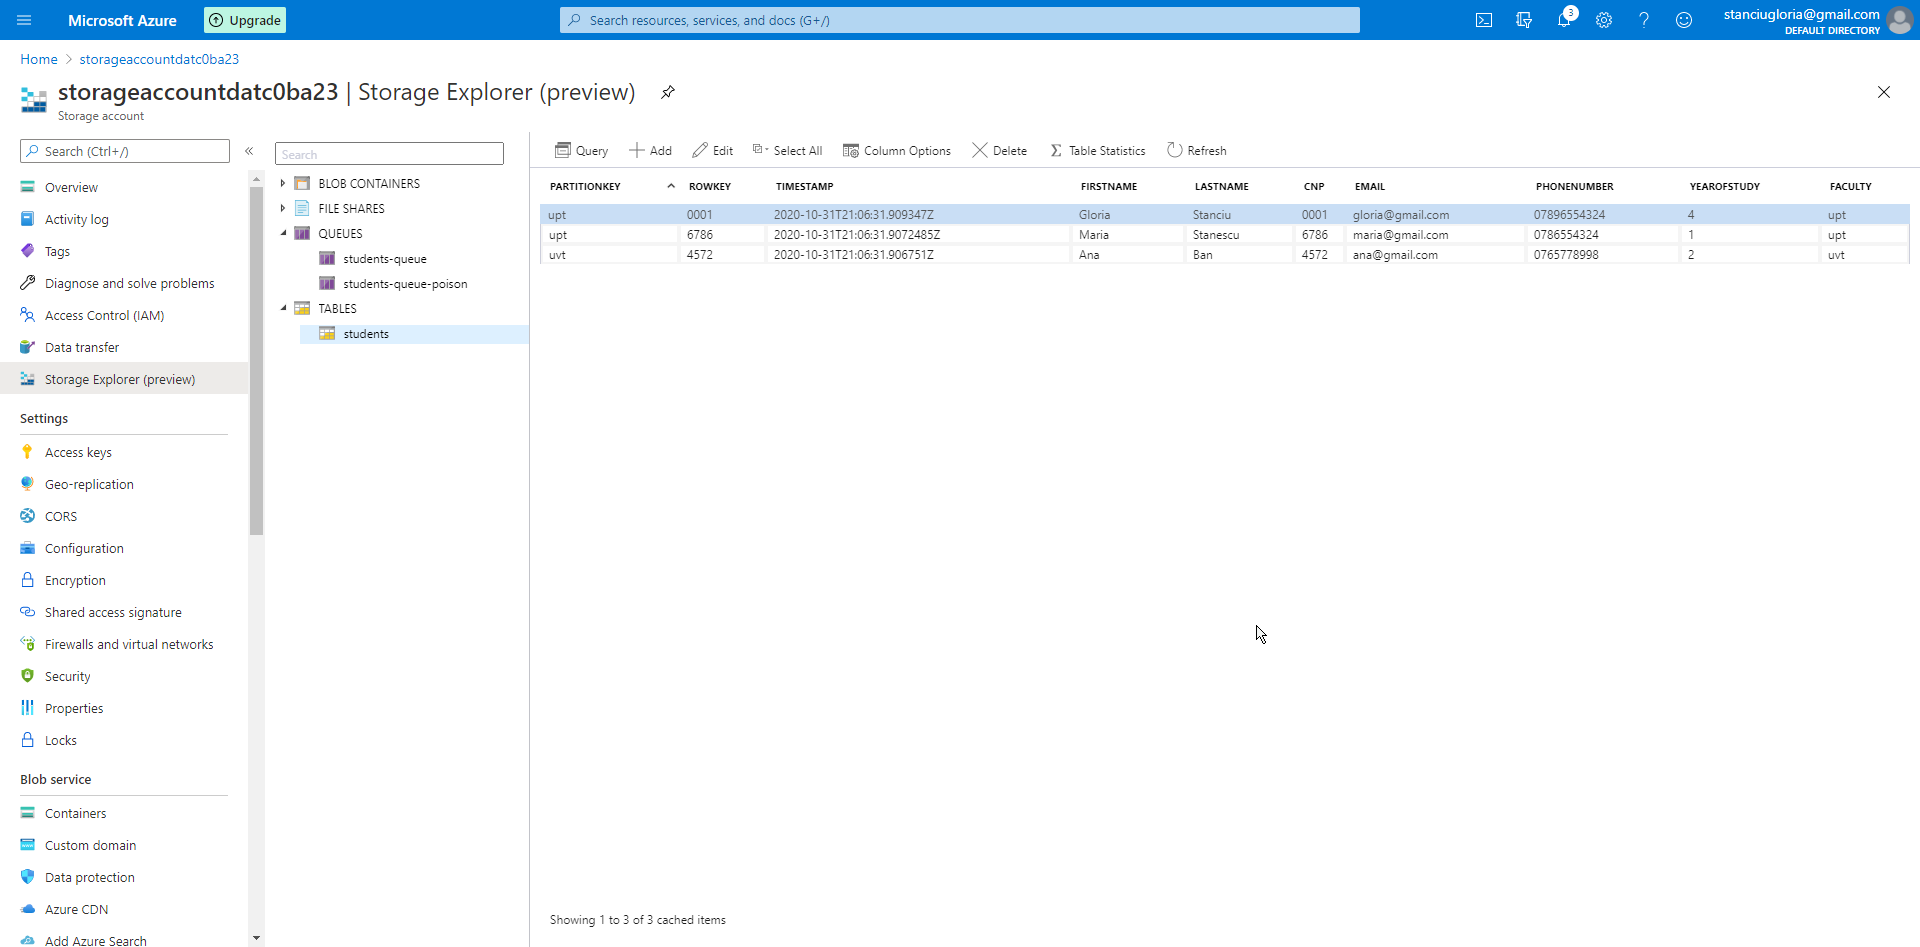 Microsoft Azure
Upgrade
Search resources, services, and docs (G+/)
3
stanciugloria@gmail.com
DEFAULT DIRECTORY
Home > storageaccountdatc0ba23
storageaccountdatc0ba23 | Storage Explorer (preview)
Storage account
Search (Ctrl+/)
«
Overview
Activity log
Tags
Diagnose and solve problems
Access Control (IAM)
Data transfer
Storage Explorer (preview)
Settings
Access keys
Geo-replication
CORS
Configuration
Encryption
Shared access signature
Firewalls and virtual networks
Security
Properties
Locks
Blob service
Containers
Custom domain
Data protection
Azure CDN
Add Azure Search
Search
BLOB CONTAINERS
FILE SHARES
QUEUES
students-queue
students-queue-poison
TABLES
students
Query Add Edit Select All Column Options Delete Table Statistics Refresh
PARTITIONKEY ROWKEY TIMESTAMP FIRSTNAME LASTNAME CNP EMAIL PHONENUMBER YEAROFSTUDY FACULTY
upt 0001 2020-10-31T21:06:31.909347Z Gloria Stanciu 0001 gloria@gmail.com 07896554324 4 upt
upt 6786 2020-10-31T21:06:31.9072485Z Maria Stanescu 6786 maria@gmail.com 0786554324 1 upt
uvt 4572 2020-10-31T21:06:31.906751Z Ana Ban 4572 ana@gmail.com 0765778998 2 uvt
Showing 1 to 3 of 3 cached items